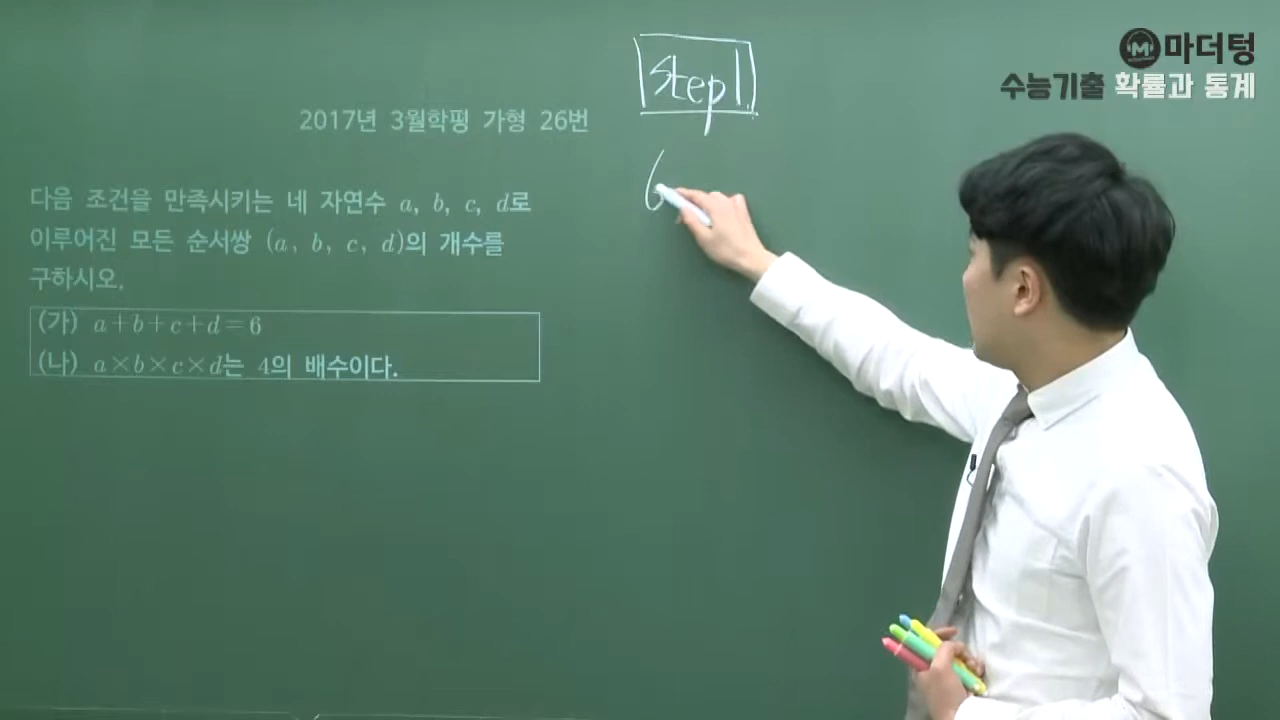 마더텅
수능기출 확률과 통계
Step 1.
2017년 3월학평 가형 26번
6
다음 조건을 만족시키는 네 자연수 a, b, c, d로
이루어진 모든 순서쌍 (a, b, c, d)의 개수를
구하시오.
(가) a+b+c+d=6
(나) a×b×c×d는 4의 배수이다.